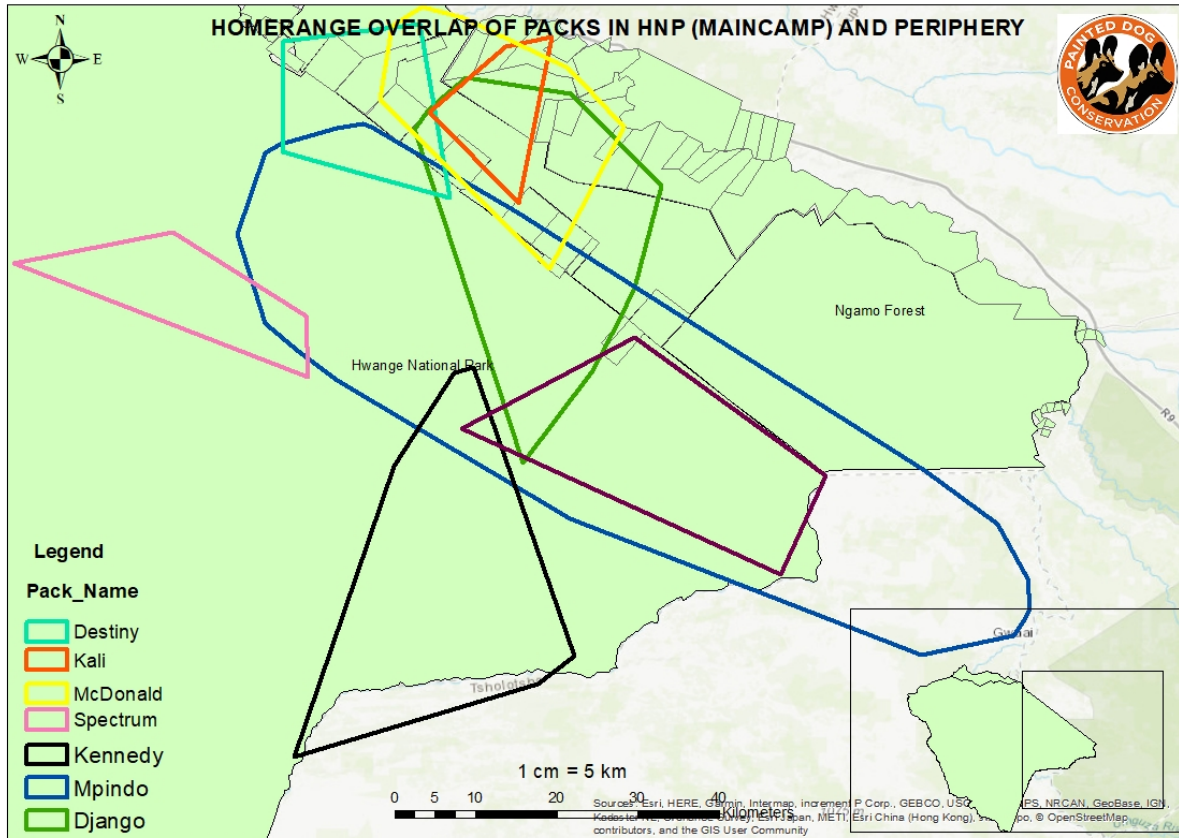 HOMERANGE OVERLAP OF PACKS IN HNP (MAINCAMP) AND PERIPHERY
N
W E
S
PAINTED DOG
CONSERVATION
Ngamo Forest
Hwange National Park
R9
Legend
Pack_Name
Destiny
Kali
McDonald
Spectrum
Kennedy
Mpindo
Django
Tsholotsho
1 cm = 5 km
0 5 10 20 30 40
Kilometers
Sources: Esri, HERE, Garmin, Intermap, increment P Corp., GEBCO, PS, NRCAN, GeoBase, IGN,
Survey, Esri Japan, METI, Esri China (Hong Kong), © OpenStreetMap
contributors, and the GIS User Community